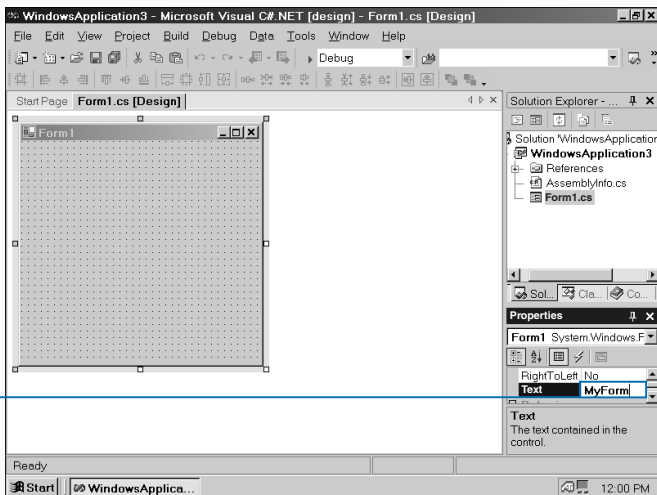 WindowsApplication3 - Microsoft Visual C#.NET [design] - Form1.cs [Design]
File Edit View Project Build Debug Data Tools Window Help
Debug
Start Page Form1.cs [Design]
Form1
Solution Explorer - ...
Solution 'WindowsApplication
WindowsApplication3
References
AssemblyInfo.cs
Form1.cs
Sol... Cla... Co...
Properties
Form1 System.Windows.F
RightToLeft No
Text MyForm
Text
The text contained in the
control.
Ready
Start WindowsApplica...
12:00 PM